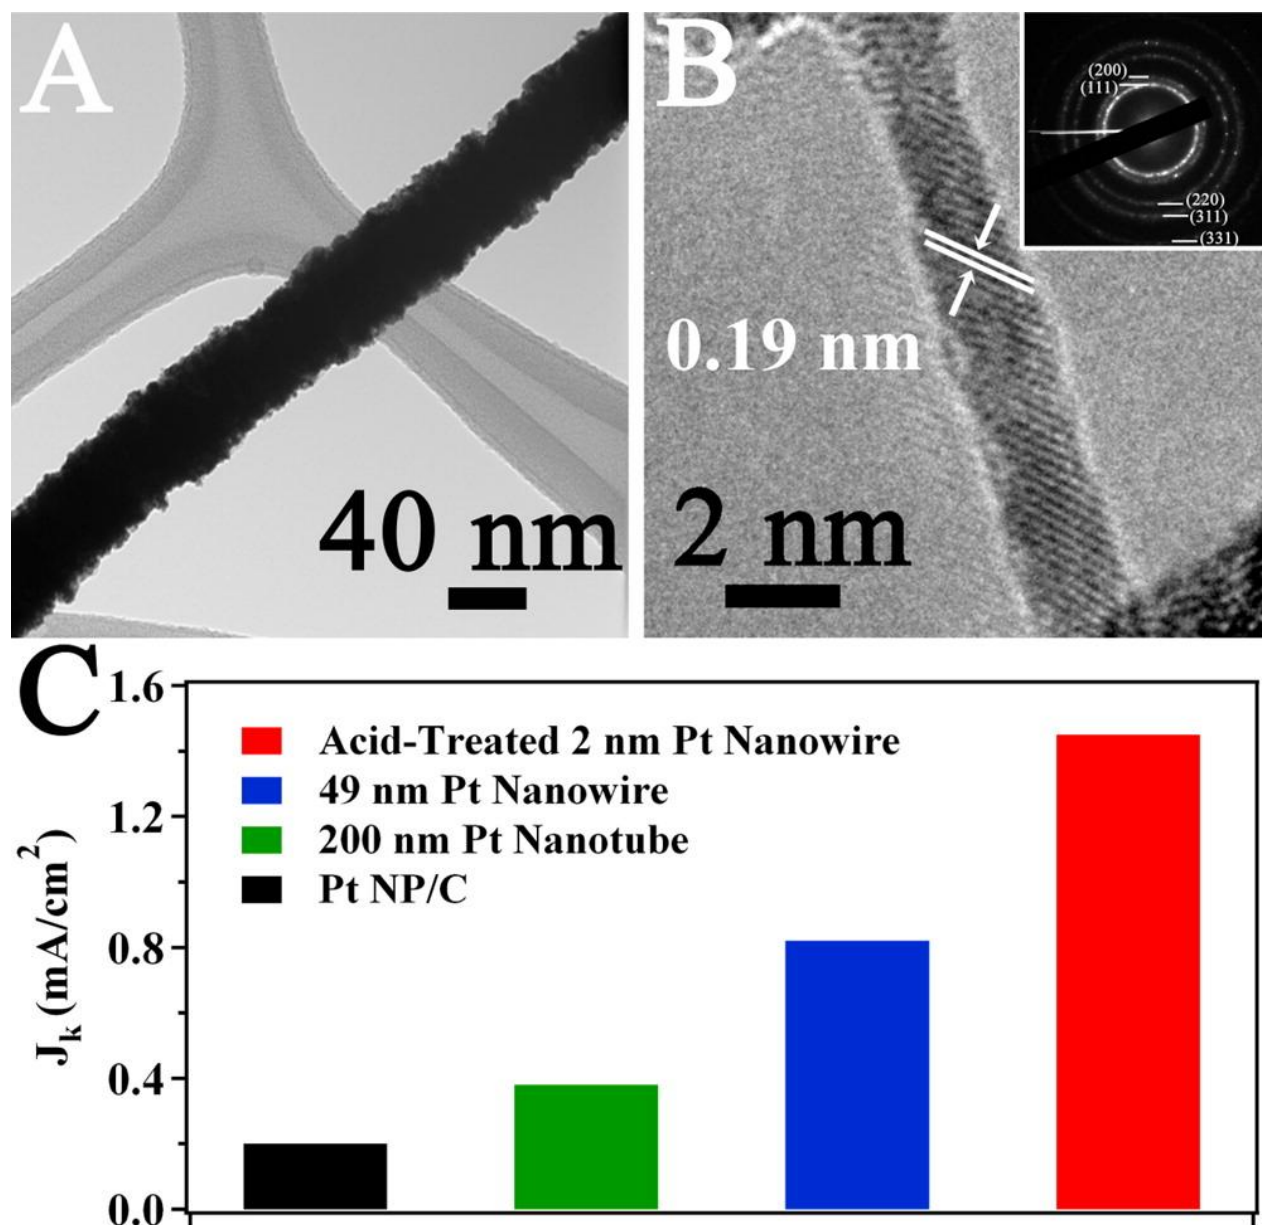 A
40 nm
B
(200)
(111)
(220)
(311)
(331)
0.19 nm
2 nm
C
1.6
1.2
0.8
0.4
0.0
J_k (mA/cm²)
Acid-Treated 2 nm Pt Nanowire
49 nm Pt Nanowire
200 nm Pt Nanotube
Pt NP/C